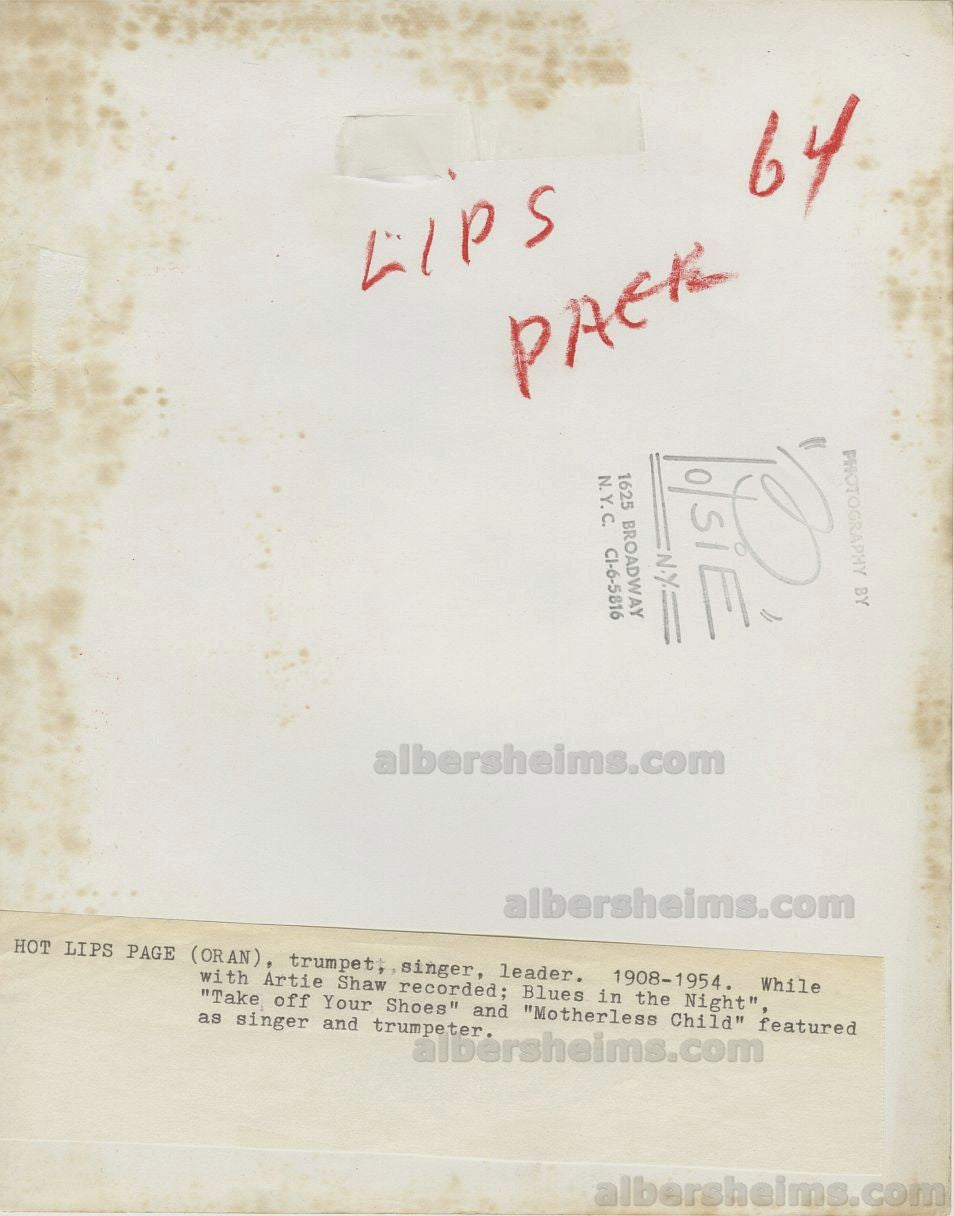 64
LIPS
PAEK
PHOTOGRAPHY BY
"PoPSIE"
N.Y.
1625 BROADWAY
N.Y.C. CI-6-5816
albersheims.com
albersheims.com
HOT LIPS PAGE (ORAN), trumpet, singer, leader. 1908-1954. While
with Artie Shaw recorded; Blues in the Night",
"Take off Your Shoes" and "Motherless Child" featured
as singer and trumpeter.
albersheims.com
albersheims.com